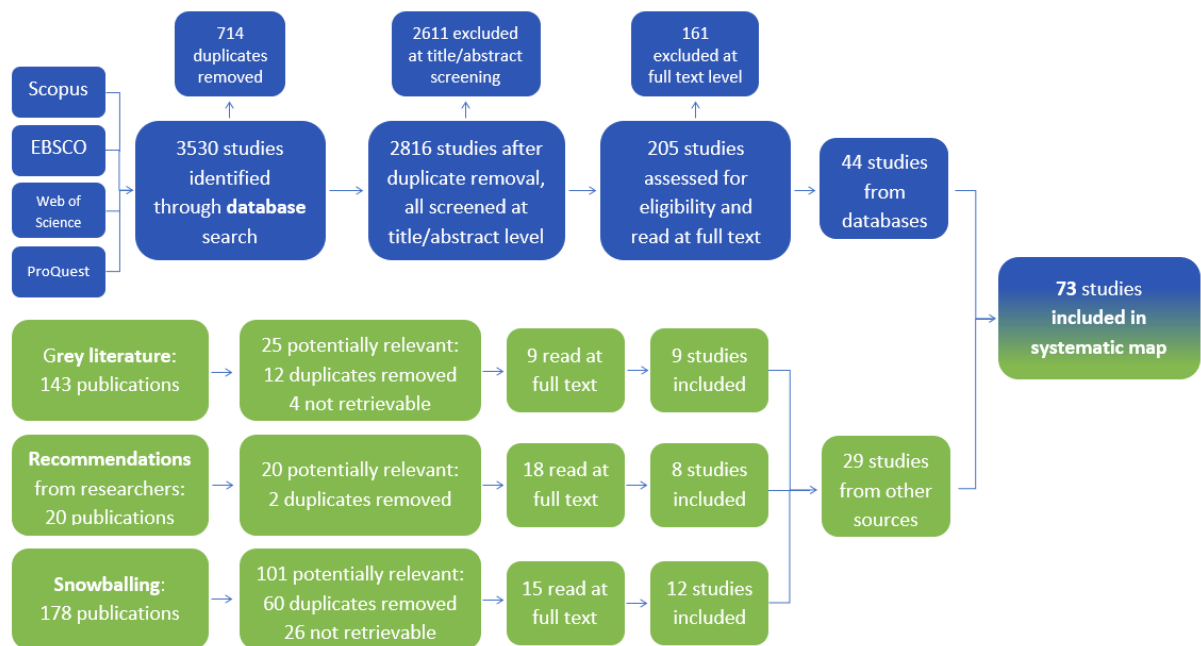 714
duplicates
removed
2611 excluded
at title/abstract
screening
161
excluded at
full text level
Scopus
EBSCO
Web of
Science
ProQuest
3530 studies
identified
through database
search
2816 studies after
duplicate removal,
all screened at
title/abstract level
205 studies
assessed for
eligibility and
read at full text
44 studies
from
databases
73 studies
included in
systematic map
Grey literature:
143 publications
25 potentially relevant:
12 duplicates removed
4 not retrievable
9 read at
full text
9 studies
included
Recommendations
from researchers:
20 publications
20 potentially relevant:
2 duplicates removed
18 read at
full text
8 studies
included
29 studies
from other
sources
Snowballing:
178 publications
101 potentially relevant:
60 duplicates removed
26 not retrievable
15 read at
full text
12 studies
included